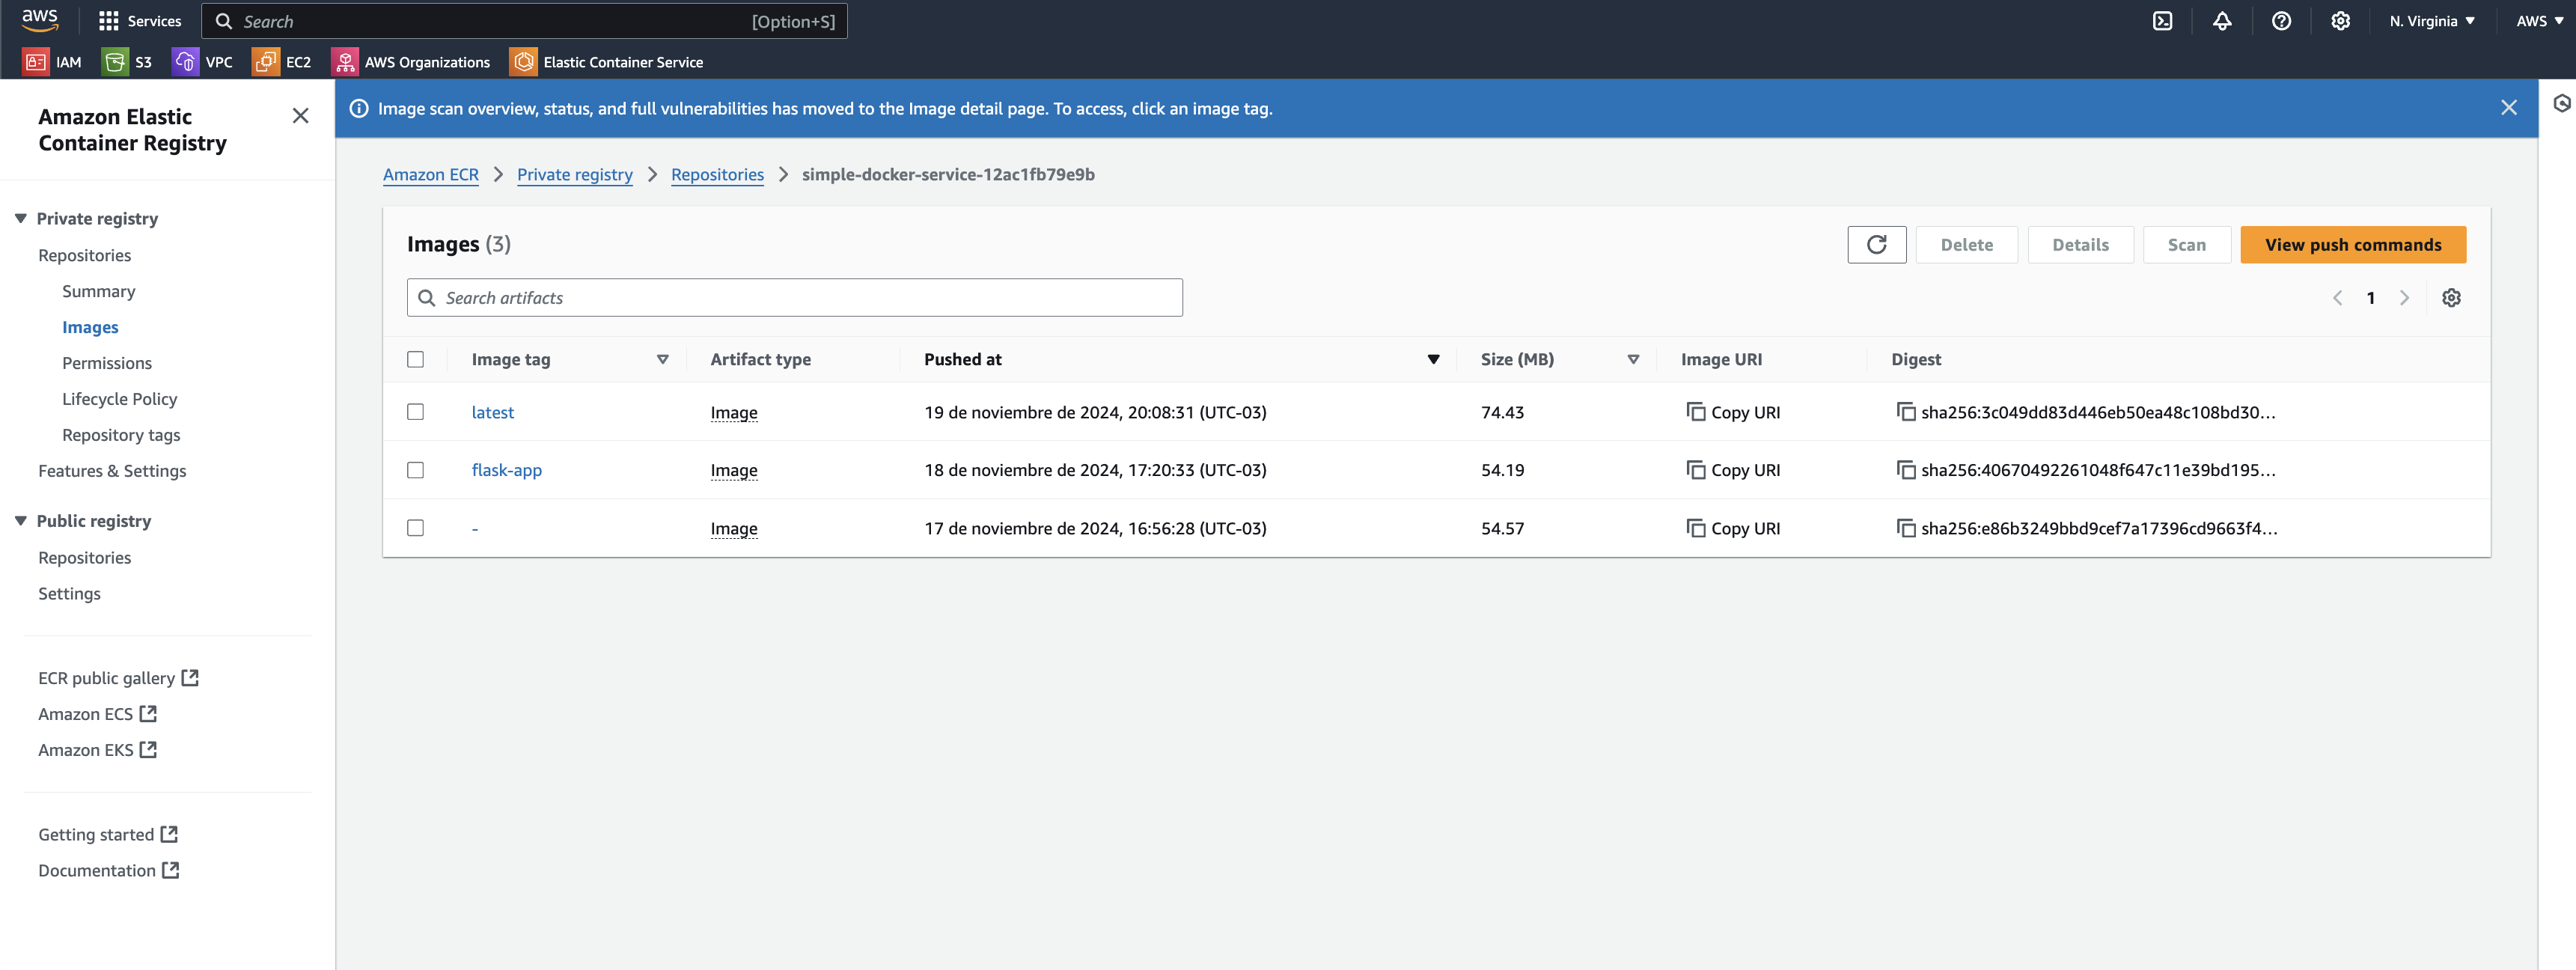 aws
Services
Search
[Option+S]
N. Virginia
AWS
IAM
S3
VPC
EC2
AWS Organizations
Elastic Container Service
Amazon Elastic
Container Registry
Private registry
Repositories
Summary
Images
Permissions
Lifecycle Policy
Repository tags
Features & Settings
Public registry
Repositories
Settings
ECR public gallery
Amazon ECS
Amazon EKS
Getting started
Documentation
Image scan overview, status, and full vulnerabilities has moved to the Image detail page. To access, click an image tag.
Amazon ECR > Private registry > Repositories > simple-docker-service-12ac1fb79e9b
Images (3)
Delete
Details
Scan
View push commands
Search artifacts
1
Image tag Artifact type Pushed at Size (MB) Image URI Digest
latest Image 19 de noviembre de 2024, 20:08:31 (UTC-03) 74.43 Copy URI sha256:3c049dd83d446eb50ea48c108bd30...
flask-app Image 18 de noviembre de 2024, 17:20:33 (UTC-03) 54.19 Copy URI sha256:40670492261048f647c11e39bd195...
- Image 17 de noviembre de 2024, 16:56:28 (UTC-03) 54.57 Copy URI sha256:e86b3249bbd9cef7a17396cd9663f4...